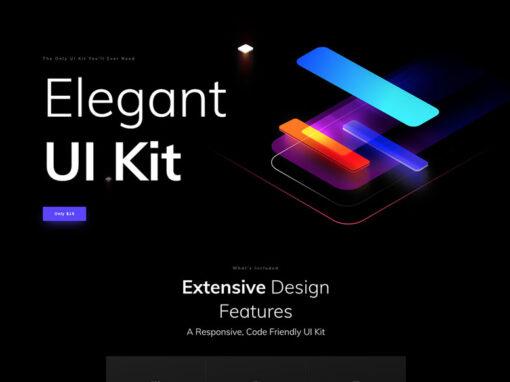 The Only UI Kit You'll Ever Need
Elegant
UI Kit
Only $18
What's Included
Extensive Design
Features
A Responsive, Code Friendly UI Kit